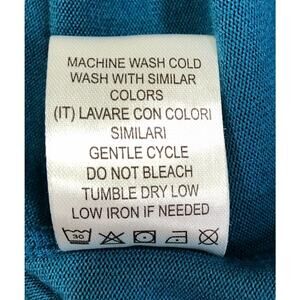 MACHINE WASH COLD
WASH WITH SIMILAR
COLORS
(IT) LAVARE CON COLORI
SIMILARI
GENTLE CYCLE
DO NOT BLEACH
TUMBLE DRY LOW
LOW IRON IF NEEDED
30